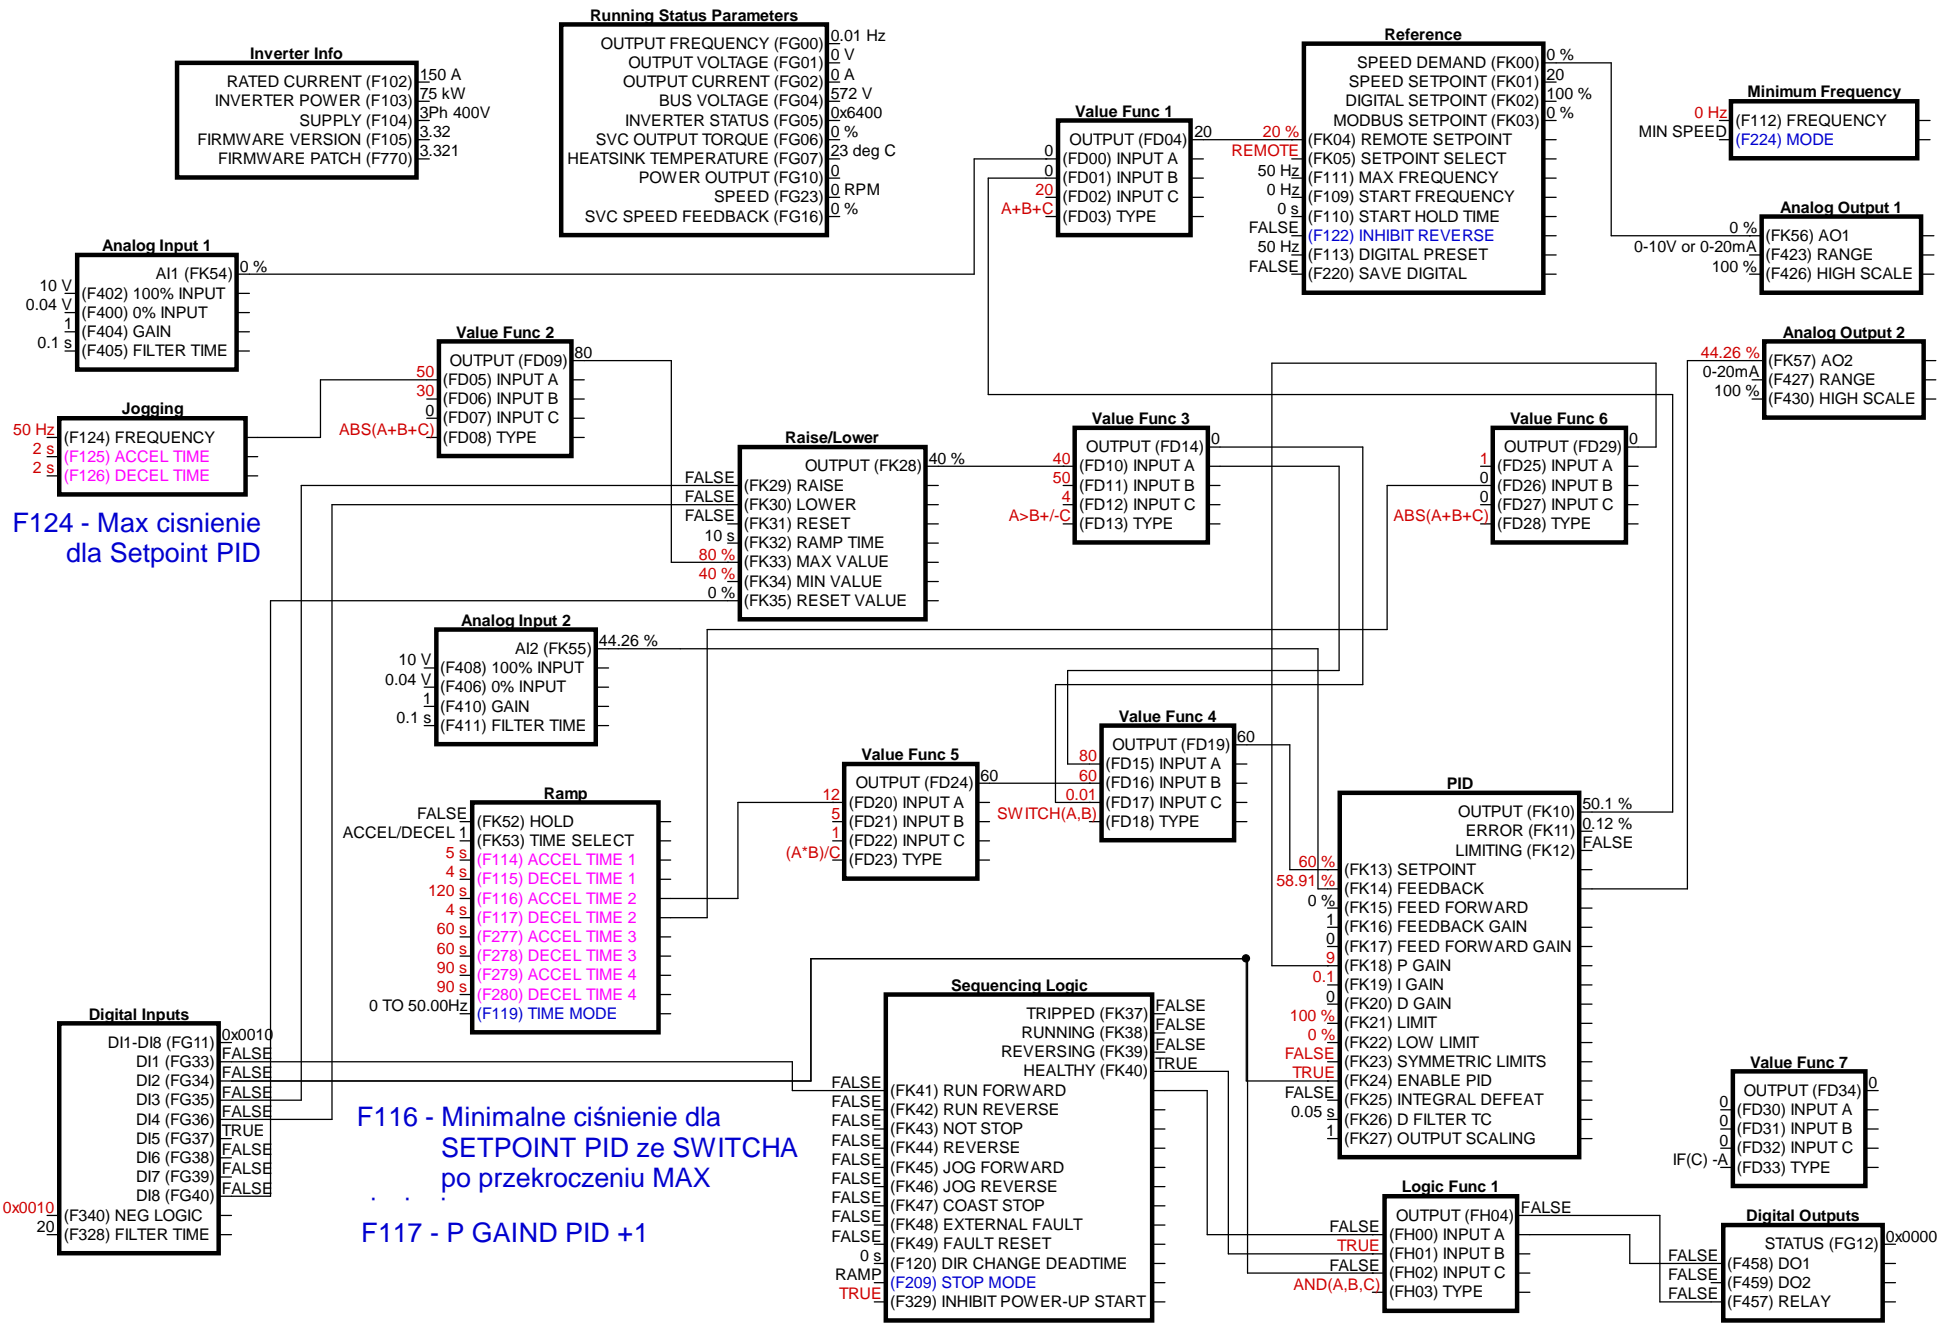 Inverter Info
RATED CURRENT (F102) 150 A
INVERTER POWER (F103) 75 kW
SUPPLY (F104) 3Ph 400V
FIRMWARE VERSION (F105) 3.32
FIRMWARE PATCH (F770) 3.321
Running Status Parameters
OUTPUT FREQUENCY (FG00) 0.01 Hz
OUTPUT VOLTAGE (FG01) 0 V
OUTPUT CURRENT (FG02) 0 A
BUS VOLTAGE (FG04) 572 V
INVERTER STATUS (FG05) 0x6400
SVC OUTPUT TORQUE (FG06) 0 %
HEATSINK TEMPERATURE (FG07) 23 deg C
POWER OUTPUT (FG10) 0
SPEED (FG23) 0 RPM
SVC SPEED FEEDBACK (FG16) 0 %
Value Func 1
OUTPUT (FD04) 20
0 (FD00) INPUT A
0 (FD01) INPUT B
20 (FD02) INPUT C
A+B+C (FD03) TYPE
Reference
SPEED DEMAND (FK00) 0 %
SPEED SETPOINT (FK01) 20
DIGITAL SETPOINT (FK02) 100 %
MODBUS SETPOINT (FK03) 0 %
20 % (FK04) REMOTE SETPOINT
REMOTE (FK05) SETPOINT SELECT
50 Hz (F111) MAX FREQUENCY
0 Hz (F109) START FREQUENCY
0 s (F110) START HOLD TIME
FALSE (F122) INHIBIT REVERSE
50 Hz (F113) DIGITAL PRESET
FALSE (F220) SAVE DIGITAL
Minimum Frequency
0 Hz (F112) FREQUENCY
MIN SPEED (F224) MODE
Analog Output 1
0 % (FK56) AO1
0-10V or 0-20mA (F423) RANGE
100 % (F426) HIGH SCALE
Analog Input 1
AI1 (FK54) 0 %
10 V (F402) 100% INPUT
0.04 V (F400) 0% INPUT
1 (F404) GAIN
0.1 s (F405) FILTER TIME
Value Func 2
OUTPUT (FD09) 80
50 (FD05) INPUT A
30 (FD06) INPUT B
0 (FD07) INPUT C
ABS(A+B+C) (FD08) TYPE
Analog Output 2
44.26 % (FK57) AO2
0-20mA (F427) RANGE
100 % (F430) HIGH SCALE
Jogging
50 Hz (F124) FREQUENCY
2 s (F125) ACCEL TIME
2 s (F126) DECEL TIME
F124 - Max cisnienie
dla Setpoint PID
Raise/Lower
OUTPUT (FK28) 40 %
FALSE (FK29) RAISE
FALSE (FK30) LOWER
FALSE (FK31) RESET
10 s (FK32) RAMP TIME
80 % (FK33) MAX VALUE
40 % (FK34) MIN VALUE
0 % (FK35) RESET VALUE
Value Func 3
OUTPUT (FD14) 0
40 (FD10) INPUT A
50 (FD11) INPUT B
4 (FD12) INPUT C
A>B+/-C (FD13) TYPE
Value Func 6
OUTPUT (FD29) 0
1 (FD25) INPUT A
0 (FD26) INPUT B
0 (FD27) INPUT C
ABS(A+B+C) (FD28) TYPE
Analog Input 2
AI2 (FK55) 44.26 %
10 V (F408) 100% INPUT
0.04 V (F406) 0% INPUT
1 (F410) GAIN
0.1 s (F411) FILTER TIME
Value Func 5
OUTPUT (FD24) 60
12 (FD20) INPUT A
5 (FD21) INPUT B
1 (FD22) INPUT C
(A*B)/C (FD23) TYPE
Value Func 4
OUTPUT (FD19) 60
80 (FD15) INPUT A
60 (FD16) INPUT B
0.01 (FD17) INPUT C
SWITCH(A,B) (FD18) TYPE
Ramp
FALSE (FK52) HOLD
ACCEL/DECEL 1 (FK53) TIME SELECT
5 s (F114) ACCEL TIME 1
4 s (F115) DECEL TIME 1
120 s (F116) ACCEL TIME 2
4 s (F117) DECEL TIME 2
60 s (F277) ACCEL TIME 3
60 s (F278) DECEL TIME 3
90 s (F279) ACCEL TIME 4
90 s (F280) DECEL TIME 4
0 TO 50.00Hz (F119) TIME MODE
PID
OUTPUT (FK10) 50.1 %
ERROR (FK11) 0.12 %
LIMITING (FK12) FALSE
60 % (FK13) SETPOINT
58.91 % (FK14) FEEDBACK
0 % (FK15) FEED FORWARD
1 (FK16) FEEDBACK GAIN
0 (FK17) FEED FORWARD GAIN
9 (FK18) P GAIN
0.1 (FK19) I GAIN
0 (FK20) D GAIN
100 % (FK21) LIMIT
0 % (FK22) LOW LIMIT
FALSE (FK23) SYMMETRIC LIMITS
TRUE (FK24) ENABLE PID
FALSE (FK25) INTEGRAL DEFEAT
0.05 s (FK26) D FILTER TC
1 (FK27) OUTPUT SCALING
Digital Inputs
DI1-DI8 (FG11) 0x0010
DI1 (FG33) FALSE
DI2 (FG34) FALSE
DI3 (FG35) FALSE
DI4 (FG36) FALSE
DI5 (FG37) TRUE
DI6 (FG38) FALSE
DI7 (FG39) FALSE
DI8 (FG40) FALSE
0x0010 (F340) NEG LOGIC
20 (F328) FILTER TIME
F116 - Minimalne ciśnienie dla
SETPOINT PID ze SWITCHA
po przekroczeniu MAX
. . .
F117 - P GAIND PID +1
Sequencing Logic
TRIPPED (FK37) FALSE
RUNNING (FK38) FALSE
REVERSING (FK39) FALSE
HEALTHY (FK40) TRUE
FALSE (FK41) RUN FORWARD
FALSE (FK42) RUN REVERSE
FALSE (FK43) NOT STOP
FALSE (FK44) REVERSE
FALSE (FK45) JOG FORWARD
FALSE (FK46) JOG REVERSE
FALSE (FK47) COAST STOP
FALSE (FK48) EXTERNAL FAULT
FALSE (FK49) FAULT RESET
0 s (F120) DIR CHANGE DEADTIME
RAMP (F209) STOP MODE
TRUE (F329) INHIBIT POWER-UP START
Value Func 7
OUTPUT (FD34) 0
0 (FD30) INPUT A
0 (FD31) INPUT B
0 (FD32) INPUT C
IF(C) -A (FD33) TYPE
Logic Func 1
OUTPUT (FH04) FALSE
FALSE (FH00) INPUT A
TRUE (FH01) INPUT B
FALSE (FH02) INPUT C
AND(A,B,C) (FH03) TYPE
Digital Outputs
STATUS (FG12) 0x0000
FALSE (F458) DO1
FALSE (F459) DO2
FALSE (F457) RELAY